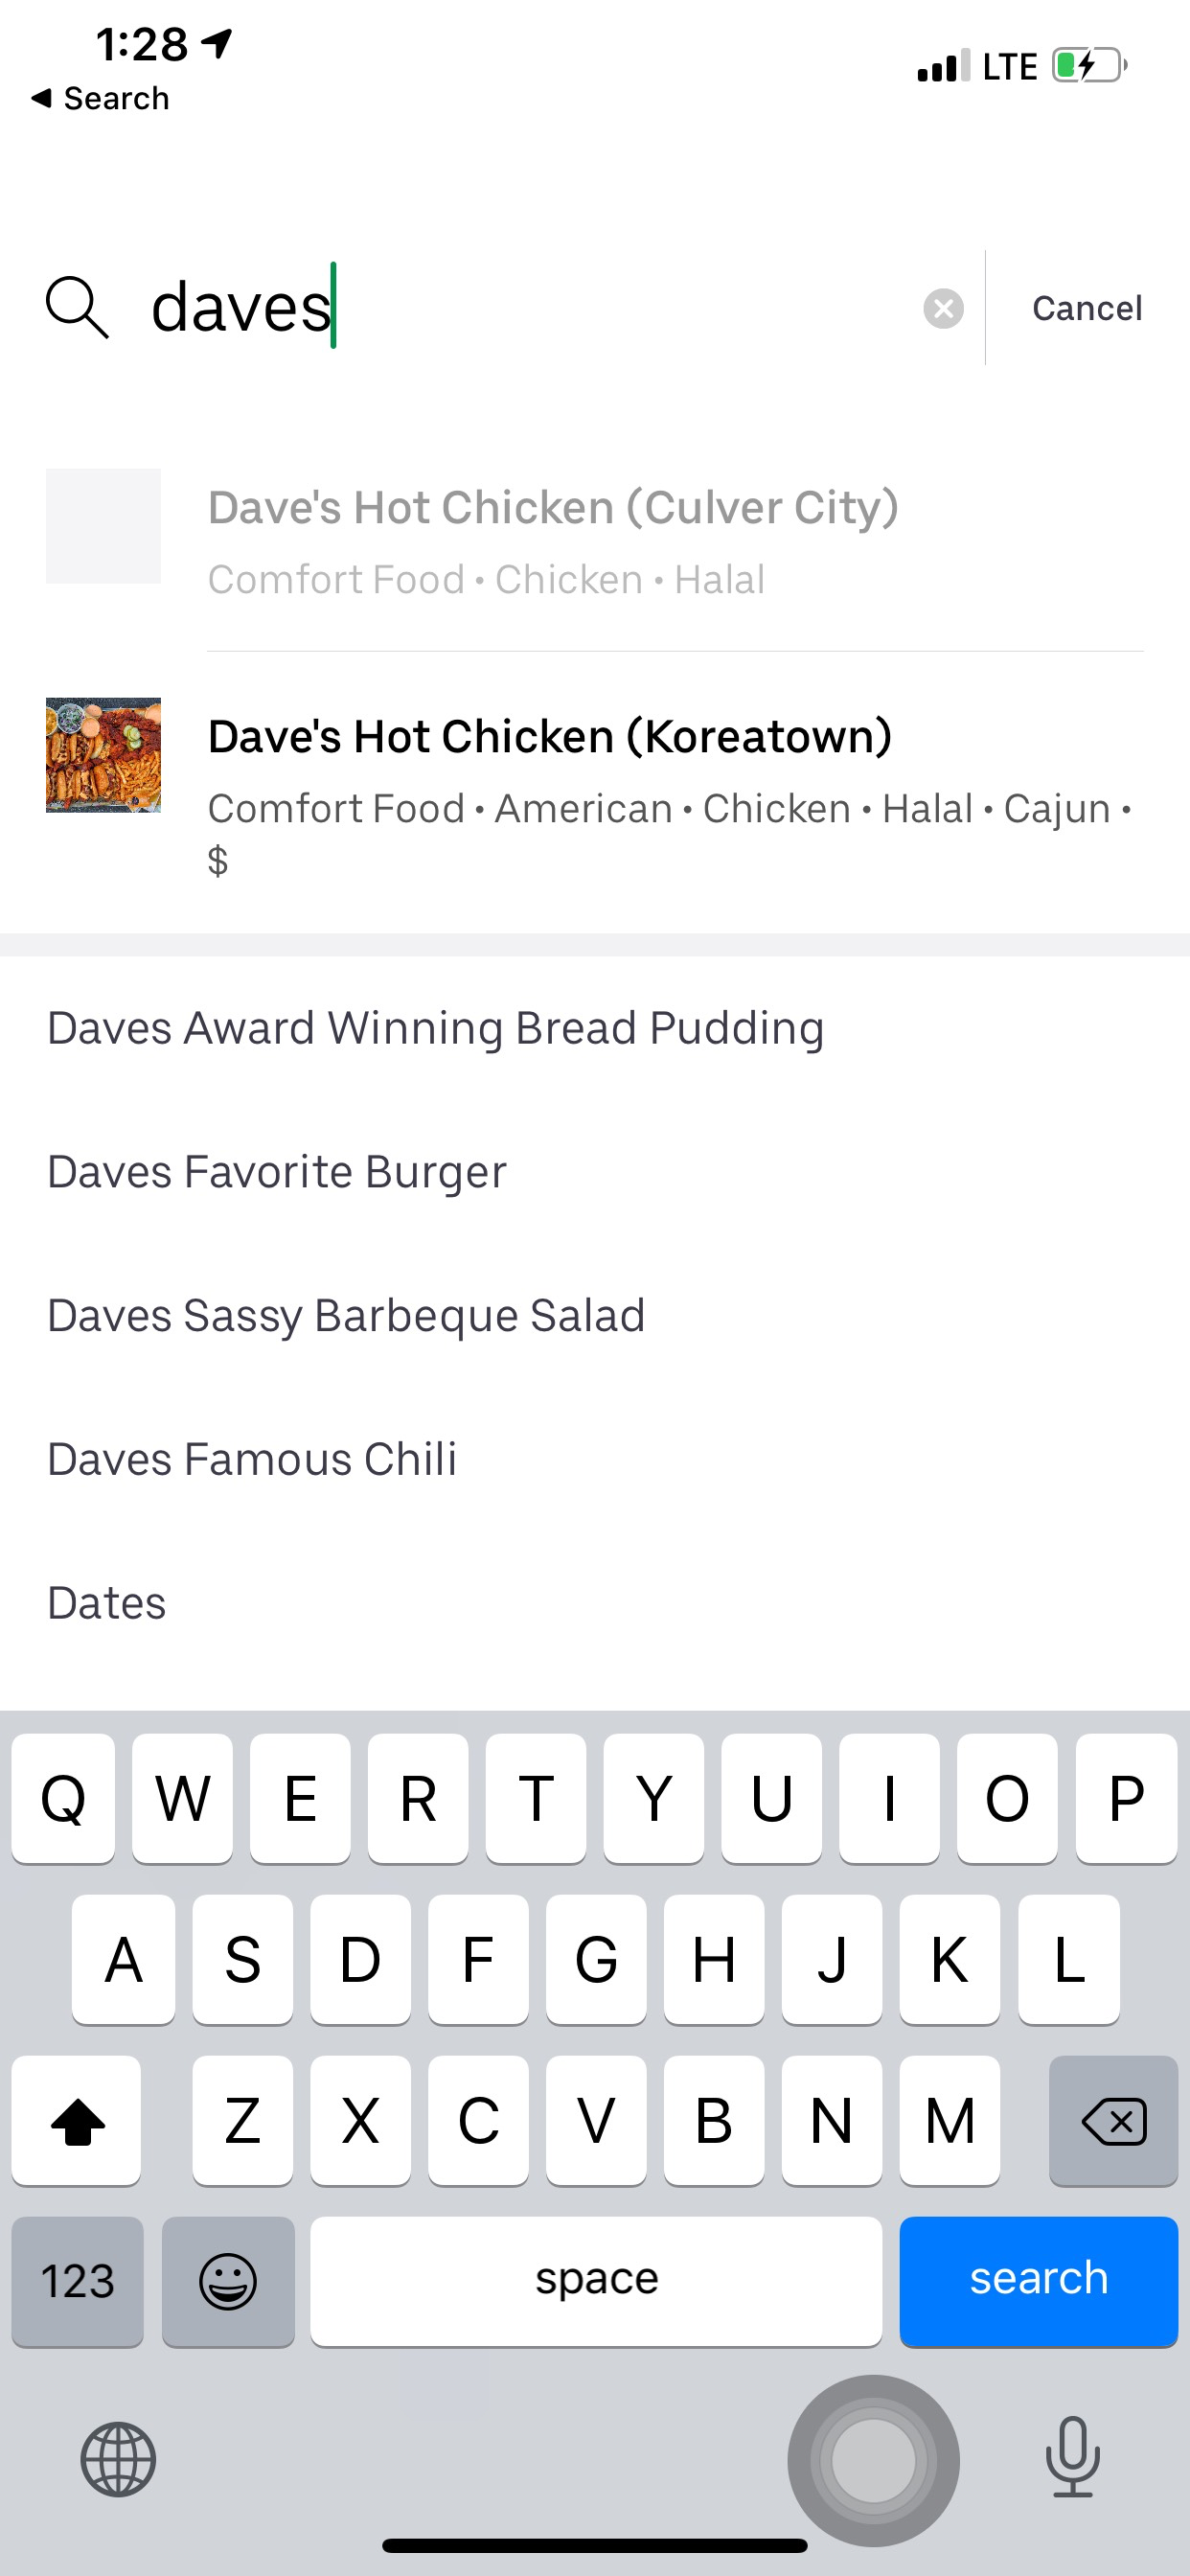 1:28
LTE
Search
daves
Cancel
Dave's Hot Chicken (Culver City)
Comfort Food • Chicken • Halal
Dave's Hot Chicken (Koreatown)
Comfort Food • American • Chicken • Halal • Cajun •
$
Daves Award Winning Bread Pudding
Daves Favorite Burger
Daves Sassy Barbeque Salad
Daves Famous Chili
Dates
Q W E R T Y U I O P
A S D F G H J K L
Z X C V B N M
123 space search